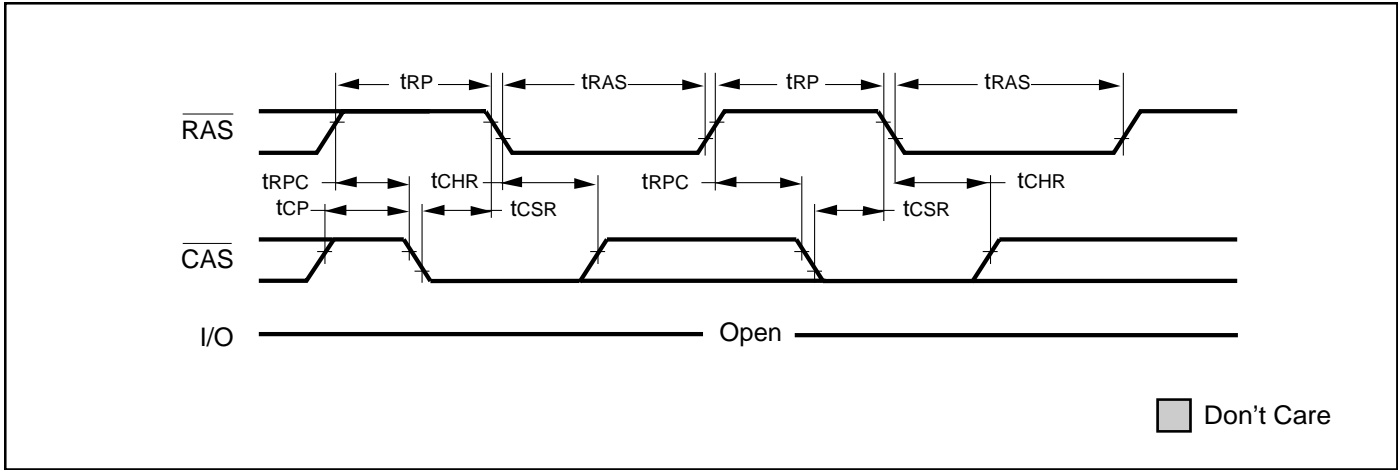 tRP tRAS tRP tRAS
RAS
tRPC tCHR tRPC tCHR
tCP tCSR tCSR
CAS
I/O Open
Don't Care